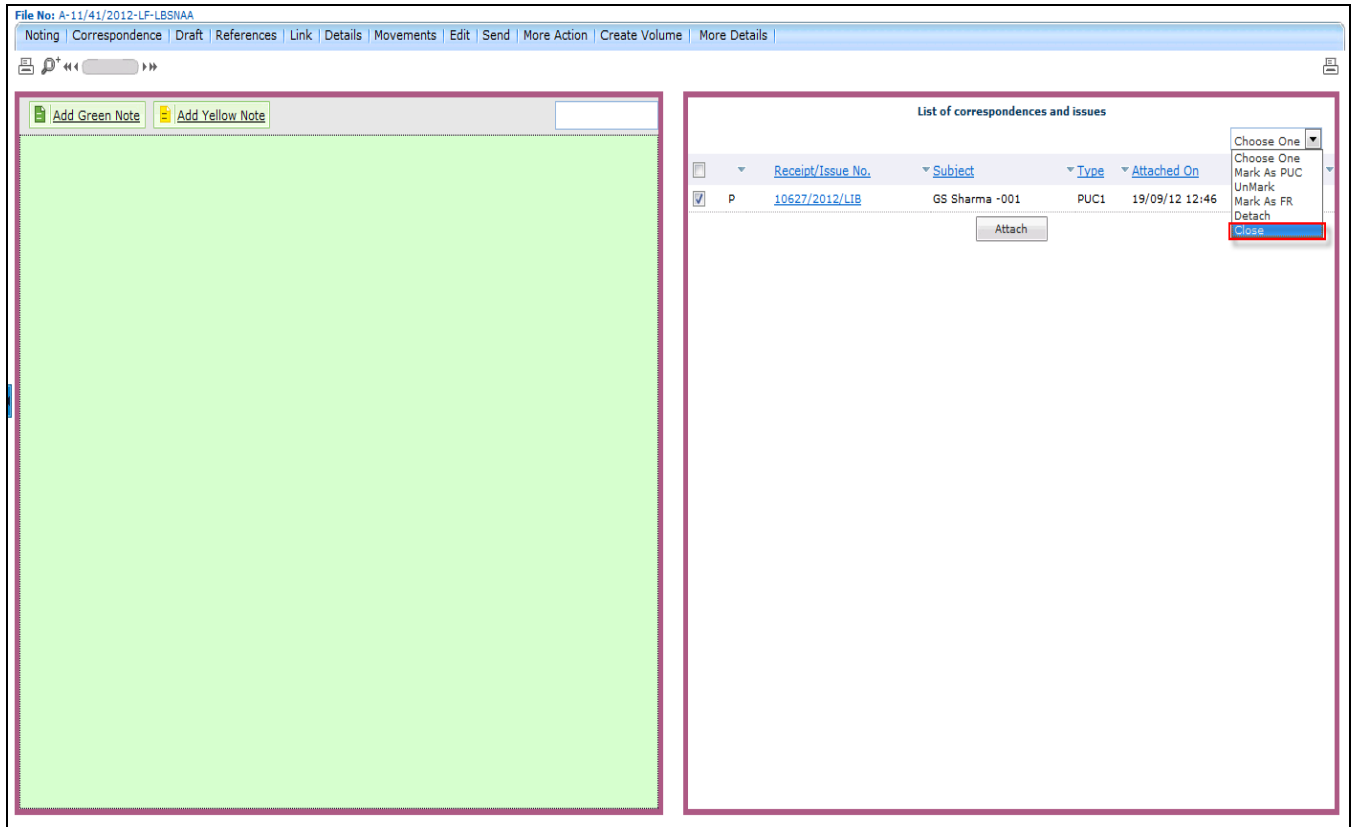 File No: A-11/41/2012-LF-LBSNAA
Noting | Correspondence | Draft | References | Link | Details | Movements | Edit | Send | More Action | Create Volume | More Details |
Add Green Note Add Yellow Note
List of correspondences and issues
Choose One
Choose One
Mark As PUC
UnMark
Mark As FR
Detach
Close
Receipt/Issue No. Subject Type Attached On
P 10627/2012/LIB GS Sharma -001 PUC1 19/09/12 12:46
Attach